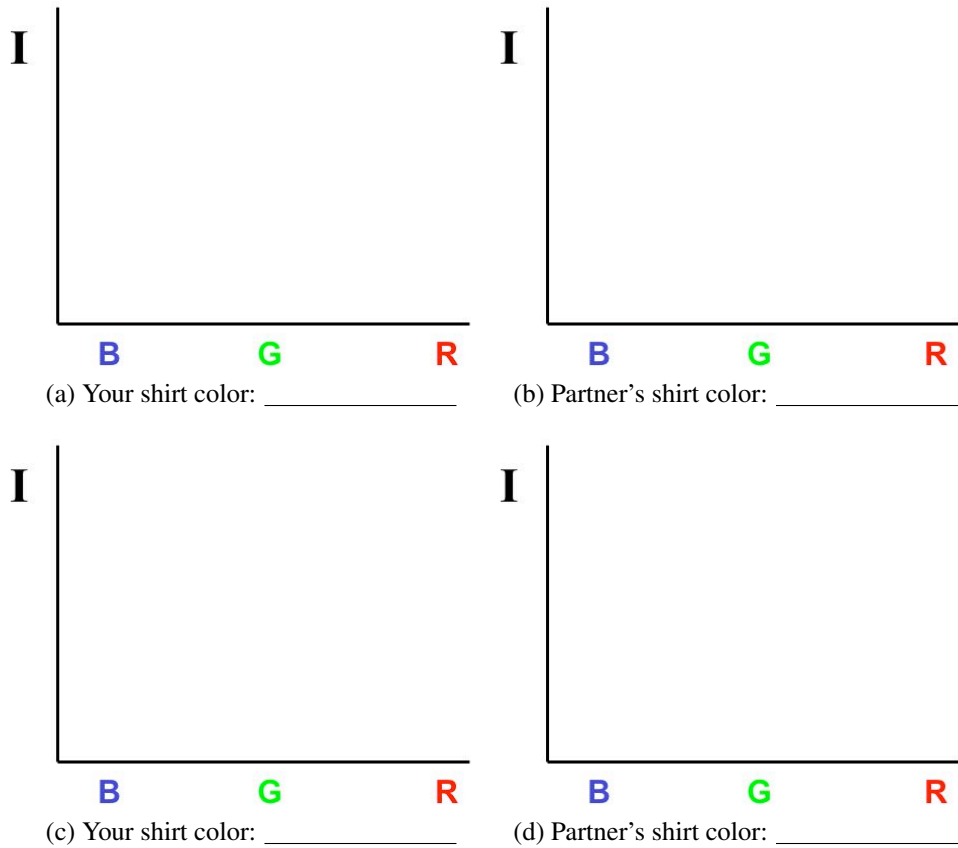 I I
B G R B G R
(a) Your shirt color: (b) Partner's shirt color:
I I
B G R B G R
(c) Your shirt color: (d) Partner's shirt color: